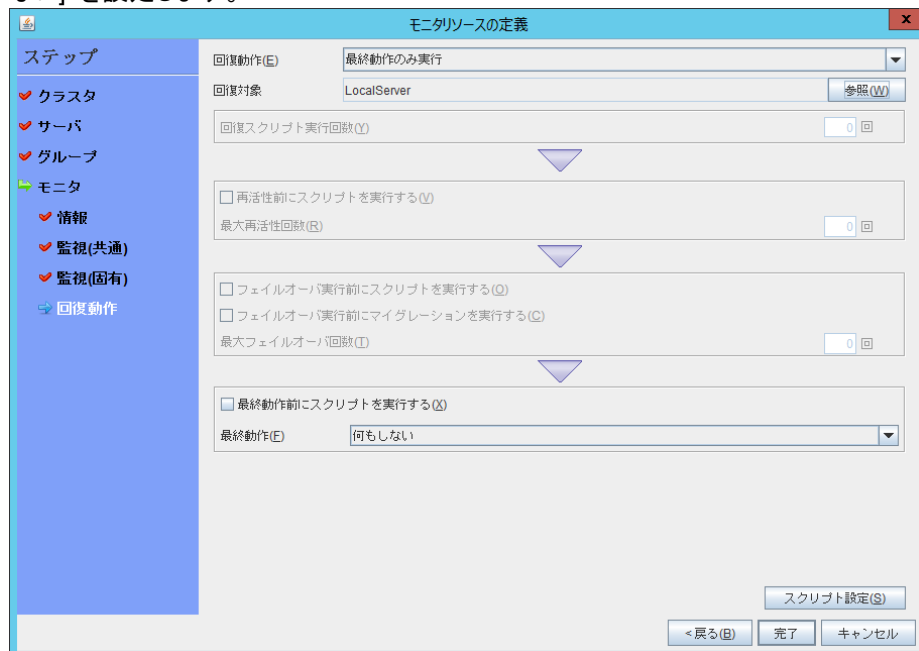 モニタリソースの定義
x
ステップ
クラスタ
サーバ
グループ
モニタ
情報
監視(共通)
監視(固有)
回復動作
回復動作(E) 最終動作のみ実行
回復対象 LocalServer 参照(W)
回復スクリプト実行回数(Y) 0 回
再活性前にスクリプトを実行する(V)
最大再活性回数(R) 0 回
フェイルオーバ実行前にスクリプトを実行する(O)
フェイルオーバ実行前にマイグレーションを実行する(C)
最大フェイルオーバ回数(T) 0 回
最終動作前にスクリプトを実行する(X)
最終動作(F) 何もしない
スクリプト設定(S)
<戻る(B) 完了 キャンセル